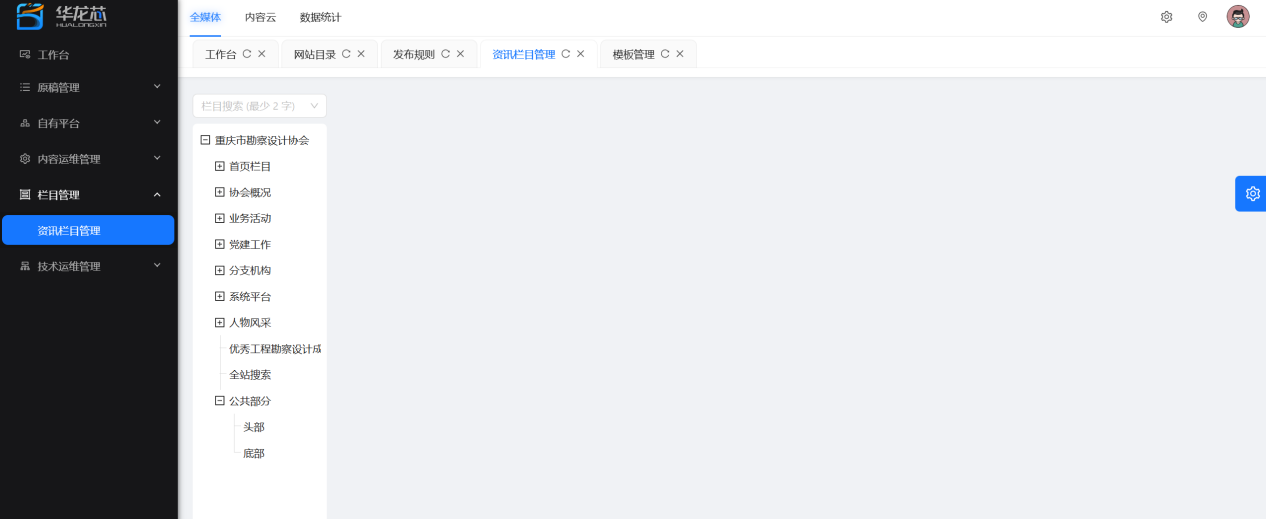 华龙芯
HUALONGXIN
全媒体 内容云 数据统计
工作台 网站目录 发布规则 资讯栏目管理 模板管理
工作台
原稿管理
自有平台
内容运维管理
栏目管理
资讯栏目管理
技术运维管理
栏目搜索 (最少 2 字)
重庆市勘察设计协会
首页栏目
协会概况
业务活动
党建工作
分支机构
系统平台
人物风采
优秀工程勘察设计成
全站搜索
公共部分
头部
底部